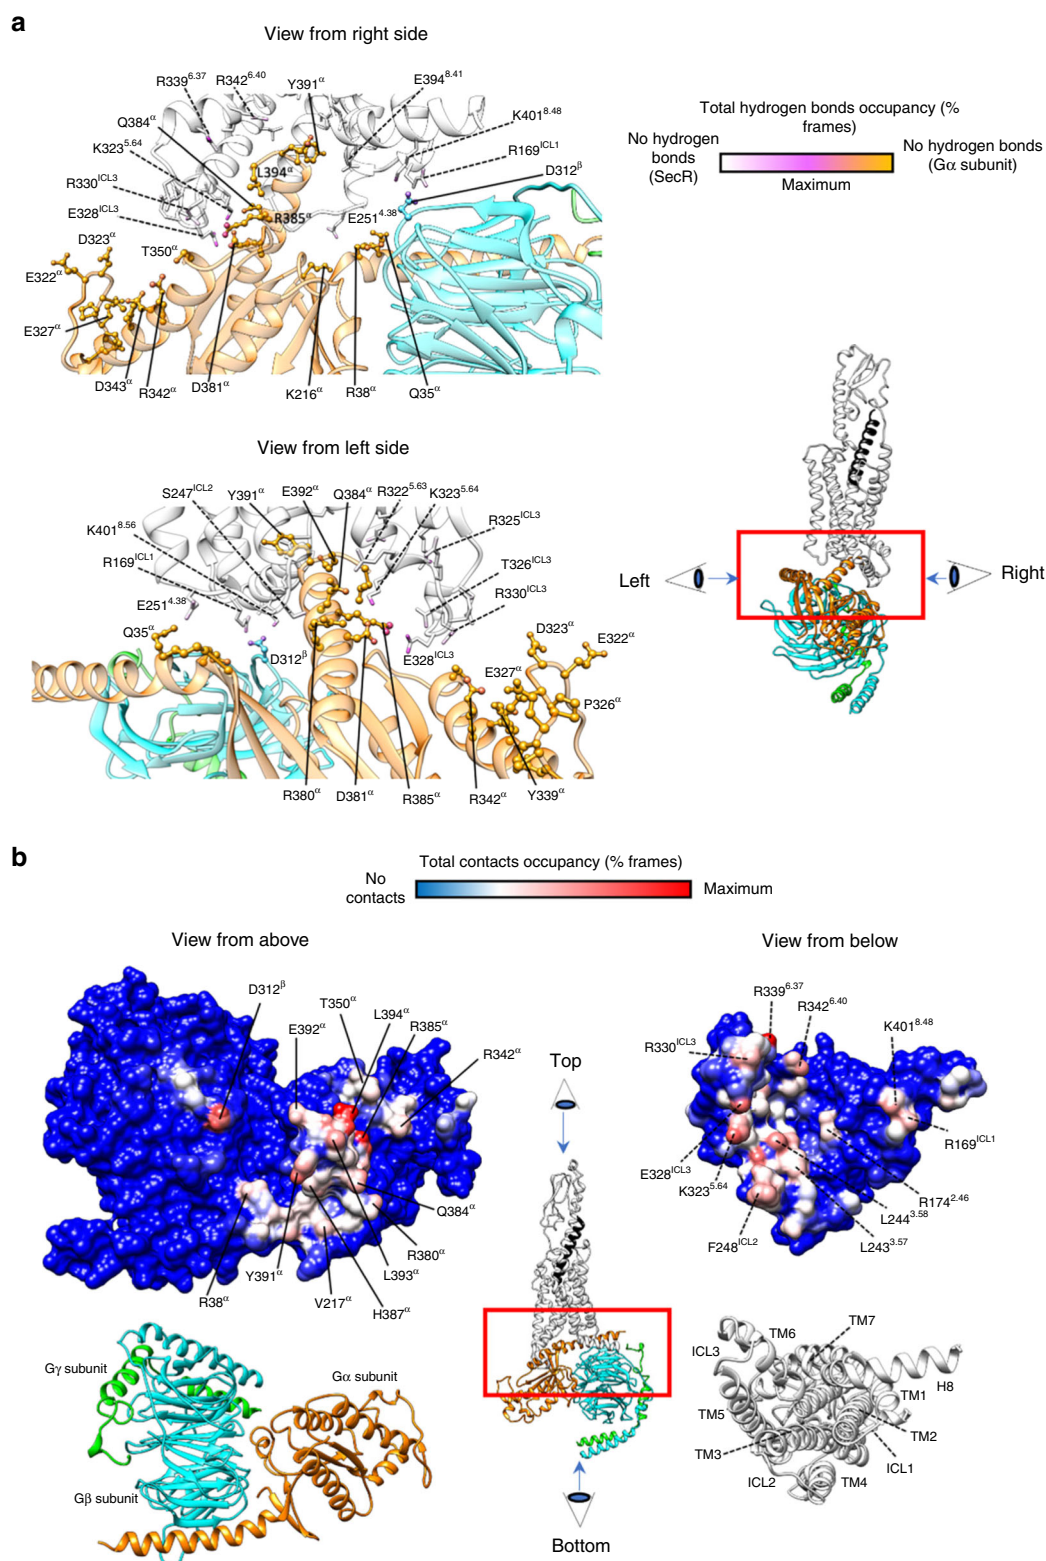 a
View from right side
R339^6.37
R342^6.40
Y391^α
E394^8.41
Q384^α
K401^8.48
K323^5.64
R169^ICL1
R330^ICL3
L394^α
D312^β
E328^ICL3
R385^α
E251^4.38
D323^α
T350^α
E322^α
E327^α
D343^α
R342^α
D381^α
K216^α
R38^α
Q35^α
Total hydrogen bonds occupancy (%
frames)
No hydrogen
bonds
(SecR)
Maximum
No hydrogen bonds
(Gα subunit)
View from left side
S247^ICL2
Y391^α
E392^α
Q384^α
R322^5.63
K323^5.64
K401^8.56
R325^ICL3
R169^ICL1
T326^ICL3
E251^4.38
R330^ICL3
Q35^α
D312^β
E328^ICL3
D323^α
E322^α
E327^α
P326^α
R380^α
D381^α
R385^α
R342^α
Y339^α
Left
Right
b
Total contacts occupancy (% frames)
No
contacts
Maximum
View from above
D312^β
T350^α
L394^α
E392^α
R385^α
R342^α
Q384^α
R380^α
L393^α
Y391^α
R38^α
V217^α
H387^α
Top
View from below
R339^6.37
R342^6.40
K401^8.48
R330^ICL3
R169^ICL1
E328^ICL3
K323^5.64
R174^2.46
L244^3.58
F248^ICL2
L243^3.57
Gγ subunit
Gα subunit
Gβ subunit
Bottom
TM7
TM6
ICL3
H8
TM1
TM5
TM2
TM3
ICL1
ICL2
TM4